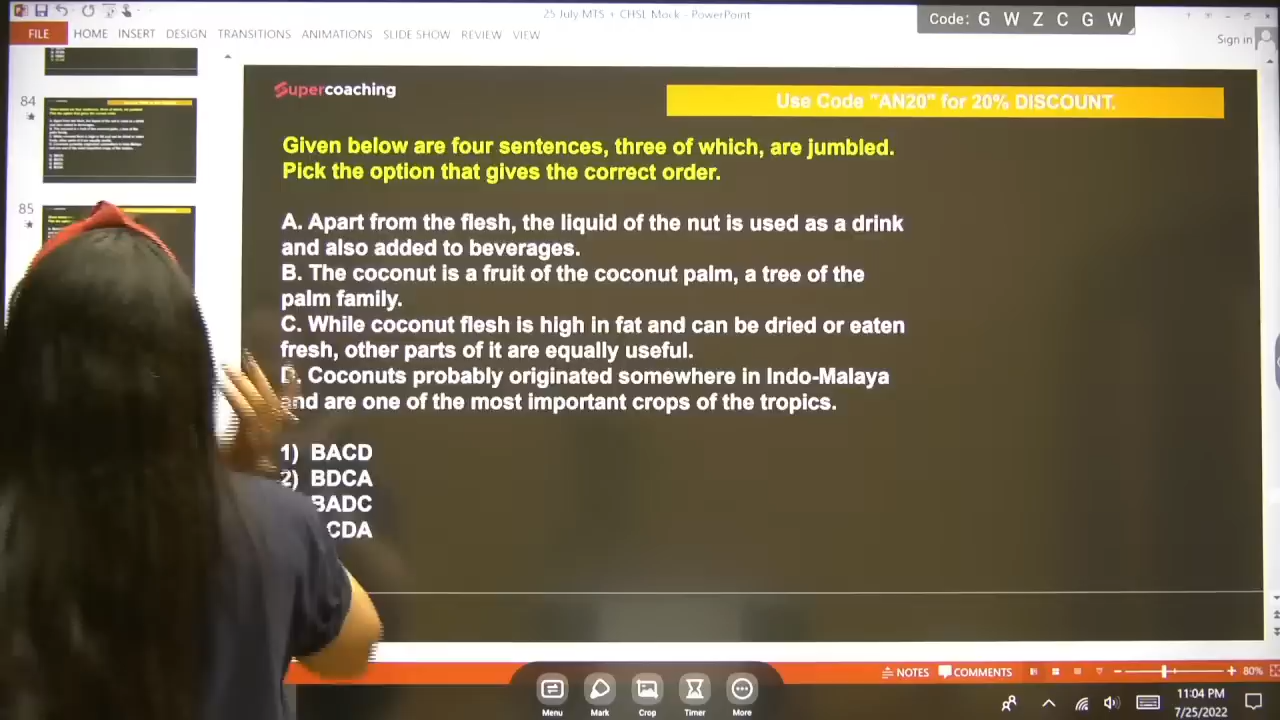 25 July MTS + CHSL Mock - PowerPoint
Code: G W Z C G W
FILE HOME INSERT DESIGN TRANSITIONS ANIMATIONS SLIDE SHOW REVIEW VIEW
Sign in
84
85
Supercoaching
Use Code "AN20" for 20% DISCOUNT.
Given below are four sentences, three of which, are jumbled.
Pick the option that gives the correct order.
A. Apart from the flesh, the liquid of the nut is used as a drink
and also added to beverages.
B. The coconut is a fruit of the coconut palm, a tree of the
palm family.
C. While coconut flesh is high in fat and can be dried or eaten
fresh, other parts of it are equally useful.
D. Coconuts probably originated somewhere in Indo-Malaya
and are one of the most important crops of the tropics.
1) BACD
2) BDCA
BADC
CDA
NOTES COMMENTS 80%
Menu Mark Crop Timer More
11:04 PM
7/25/2022